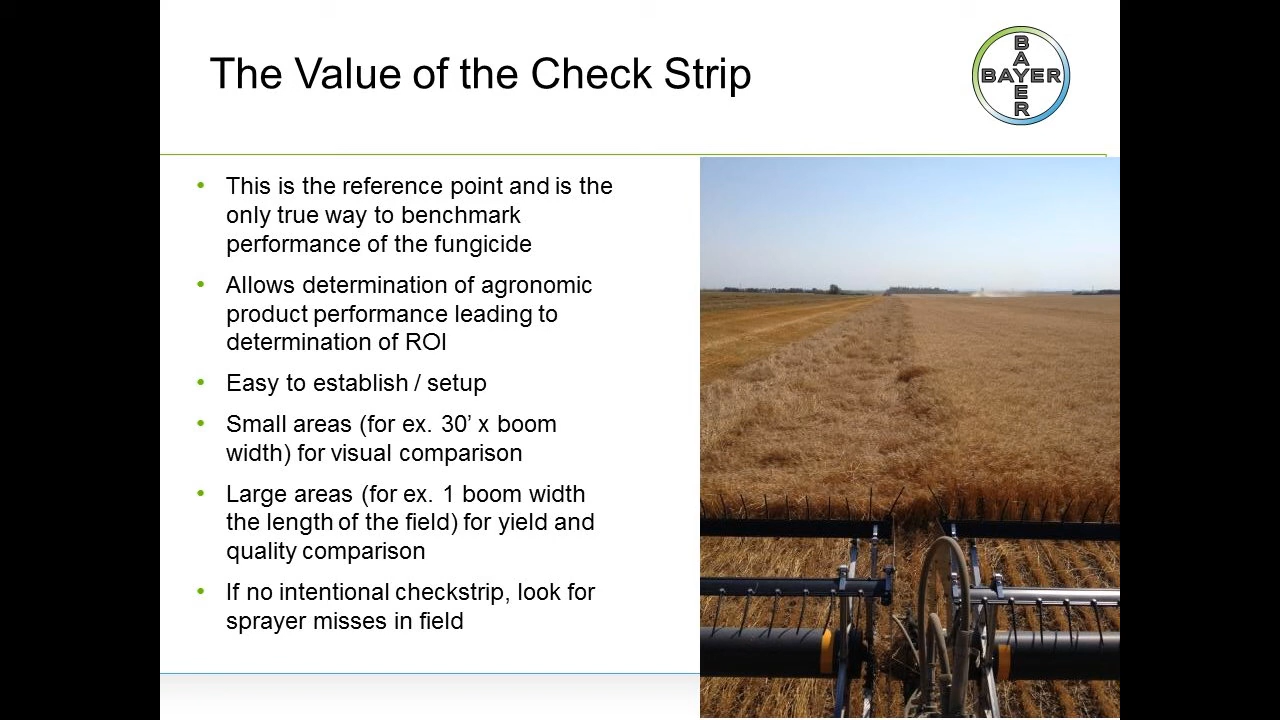 The Value of the Check Strip
BAYER
BAYER
• This is the reference point and is the
only true way to benchmark
performance of the fungicide
• Allows determination of agronomic
product performance leading to
determination of ROI
• Easy to establish / setup
• Small areas (for ex. 30’ x boom
width) for visual comparison
• Large areas (for ex. 1 boom width
the length of the field) for yield and
quality comparison
• If no intentional checkstrip, look for
sprayer misses in field